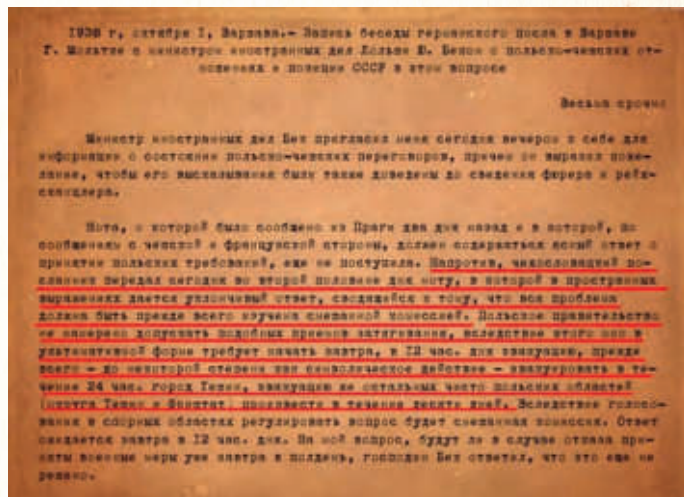 1938 г, октября 1, Варшава.- Запись беседы германского посла в Варшаве
Г. Мольтке с министром иностранных дел Польши Ю. Беком о польско-чешских от-
ношениях и позиции СССР в этом вопросе
Весьма срочно
Министр иностранных дел Бек пригласил меня сегодня вечером к себе для
информации о состоянии польско-чешских переговоров, причем он выразил поже-
лание, чтобы его высказывания были также доведены до сведения фюрера и рейх-
сканцлера.
Нота, о которой было сообщено из Праги два дня назад и в которой, по
сообщениям с чешской и французской стороны, должен содержаться ясный ответ о
принятии польских требований, еще не поступила. Напротив, чехословацкий по-
сланник передал сегодня во второй половине дня ноту, в которой в пространных
выражениях дается уклончивый ответ, сводящийся к тому, что вся проблема
должна быть прежде всего изучена смешанной комиссией. Польское правительство
не намерено допускать подобных приемов затягивания, вследствие этого оно в
ультимативной форме требует начать завтра, в 12 час. дня эвакуацию, прежде
всего - до некоторой степени как символическое действие - эвакуировать в те-
чение 24 час. город Тешин, эвакуацию же остальных чисто польских областей
(округа Тешин и Фриштат) произвести в течение десяти дней. Вследствие голосо-
вания в спорных областях регулировать вопрос будет смешанная комиссия. Ответ
ожидается завтра в 12 час. дня. На мой вопрос, будут ли в случае отказа при-
няты военные меры уже завтра в полдень, господин Бек ответил, что это еще не
решено.